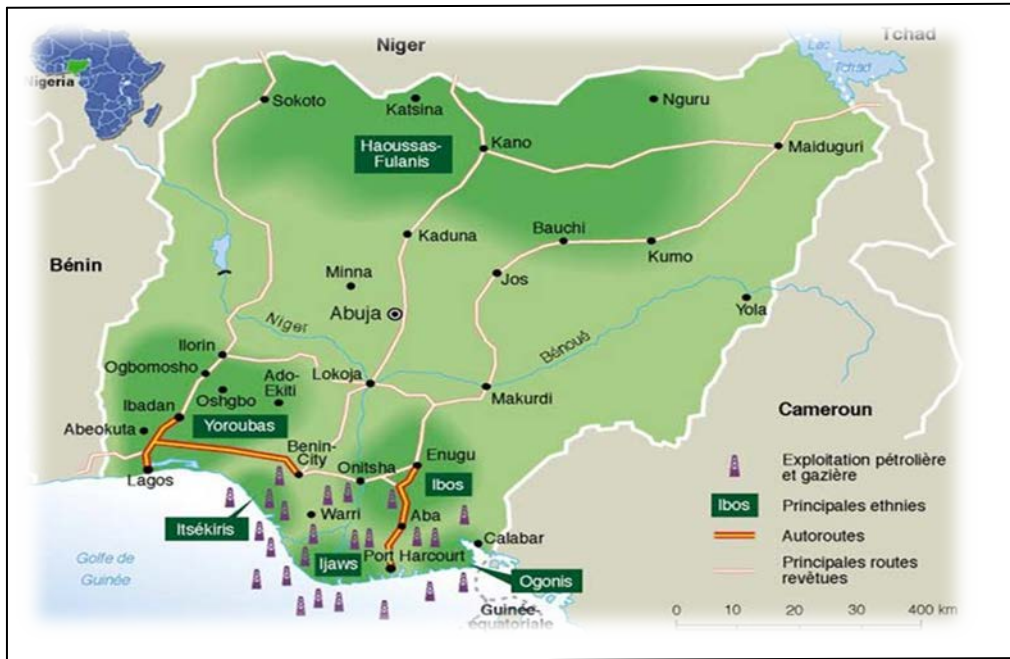 Niger
Tchad
Lac
Tchad
Nigeria
Sokoto
Katsina
Nguru
Haoussas-
Fulanis
Kano
Maiduguri
Kaduna
Bauchi
Kumo
Bénin
Minna
Jos
Abuja
Yola
Niger
Bénoué
Ilorin
Ogbomosho
Ado-
Ekiti
Lokoja
Makurdi
Oshgbo
Ibadan
Yoroubas
Cameroun
Abeokuta
Benin-
City
Onitsha
Enugu
Lagos
Ibos
Exploitation pétrolière
et gazière
Ibos
Principales ethnies
Itsékiris
Warri
Aba
Autoroutes
Calabar
Golfe de
Guinée
Ijaws
Port Harcourt
Ogonis
Principales routes
revêtues
Guinée-
équatoriale
0 10 20 400 km